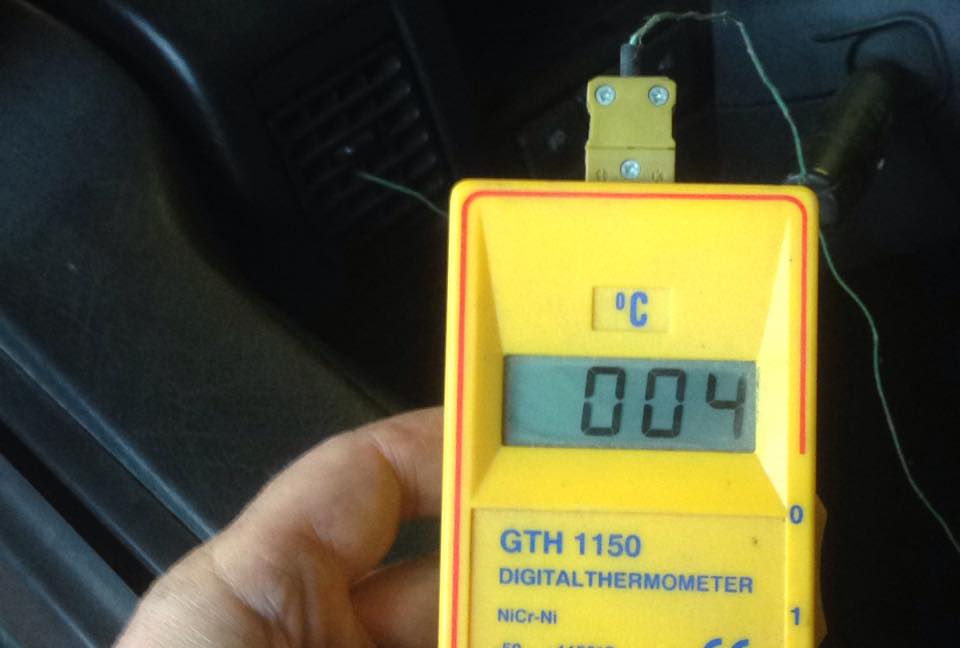 °C
004
0
GTH 1150
DIGITALTHERMOMETER
NiCr-Ni
1